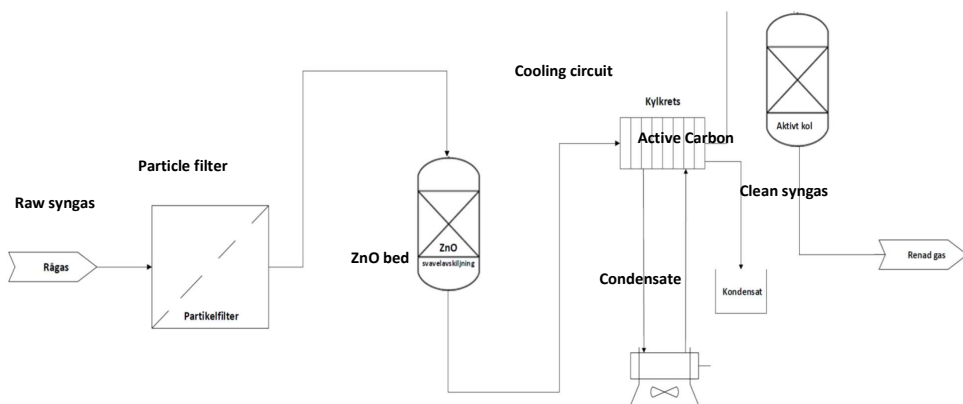 Cooling circuit
Kylkrets
Aktivt kol
Active Carbon
Particle filter
Clean syngas
Raw syngas
ZnO bed
ZnO
svavelavskiljning
Rågas
Renad gas
Condensate
Kondensat
Partikelfilter